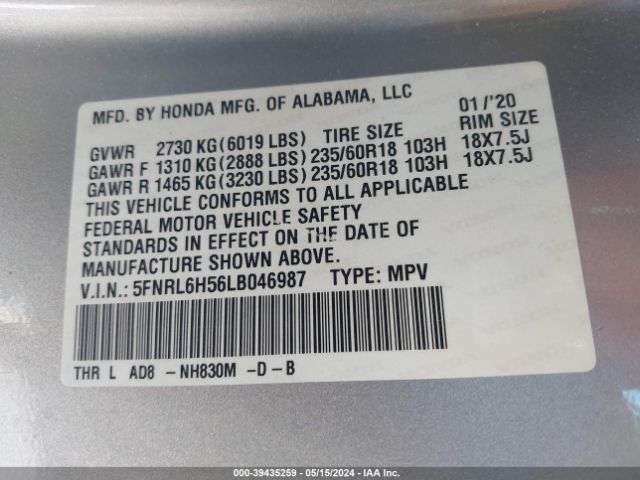 MFD. BY HONDA MFG. OF ALABAMA, LLC 01/'20
GVWR 2730 KG(6019 LBS) TIRE SIZE RIM SIZE
GAWR F 1310 KG(2888 LBS)235/60R18 103H 18X7.5J
GAWR R 1465 KG(3230 LBS)235/60R18 103H 18X7.5J
THIS VEHICLE CONFORMS TO ALL APPLICABLE
FEDERAL MOTOR VEHICLE SAFETY
STANDARDS IN EFFECT ON THE DATE OF
MANUFACTURE SHOWN ABOVE.
V.I.N.: 5FNRL6H56LB046987 TYPE: MPV
THR L AD8 -NH830M -D-B
<< - 39435259 - 05/15/2024 - IAA Inc.